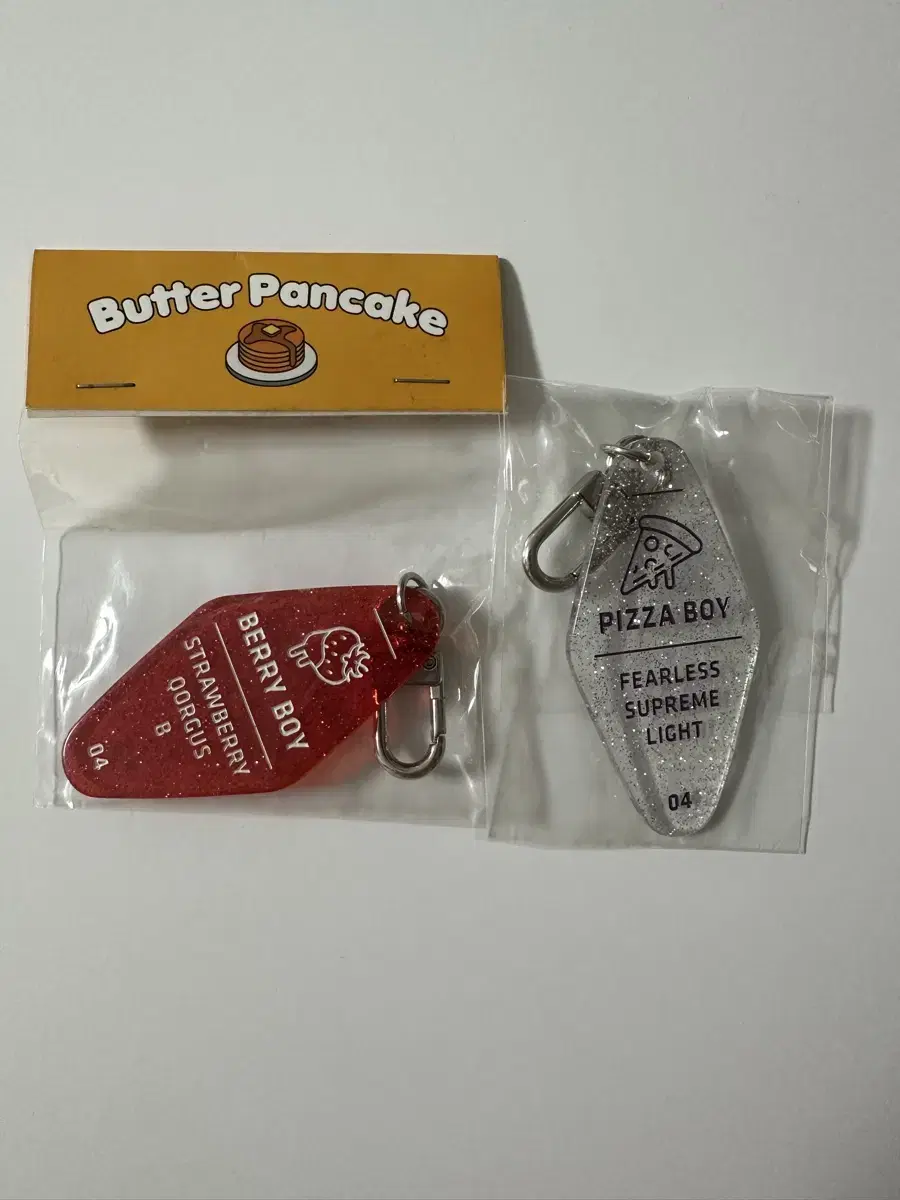 Butter Pancake
BERRY BOY
STRAWBERRY
QORGUS
B
04
PIZZA BOY
FEARLESS
SUPREME
LIGHT
04